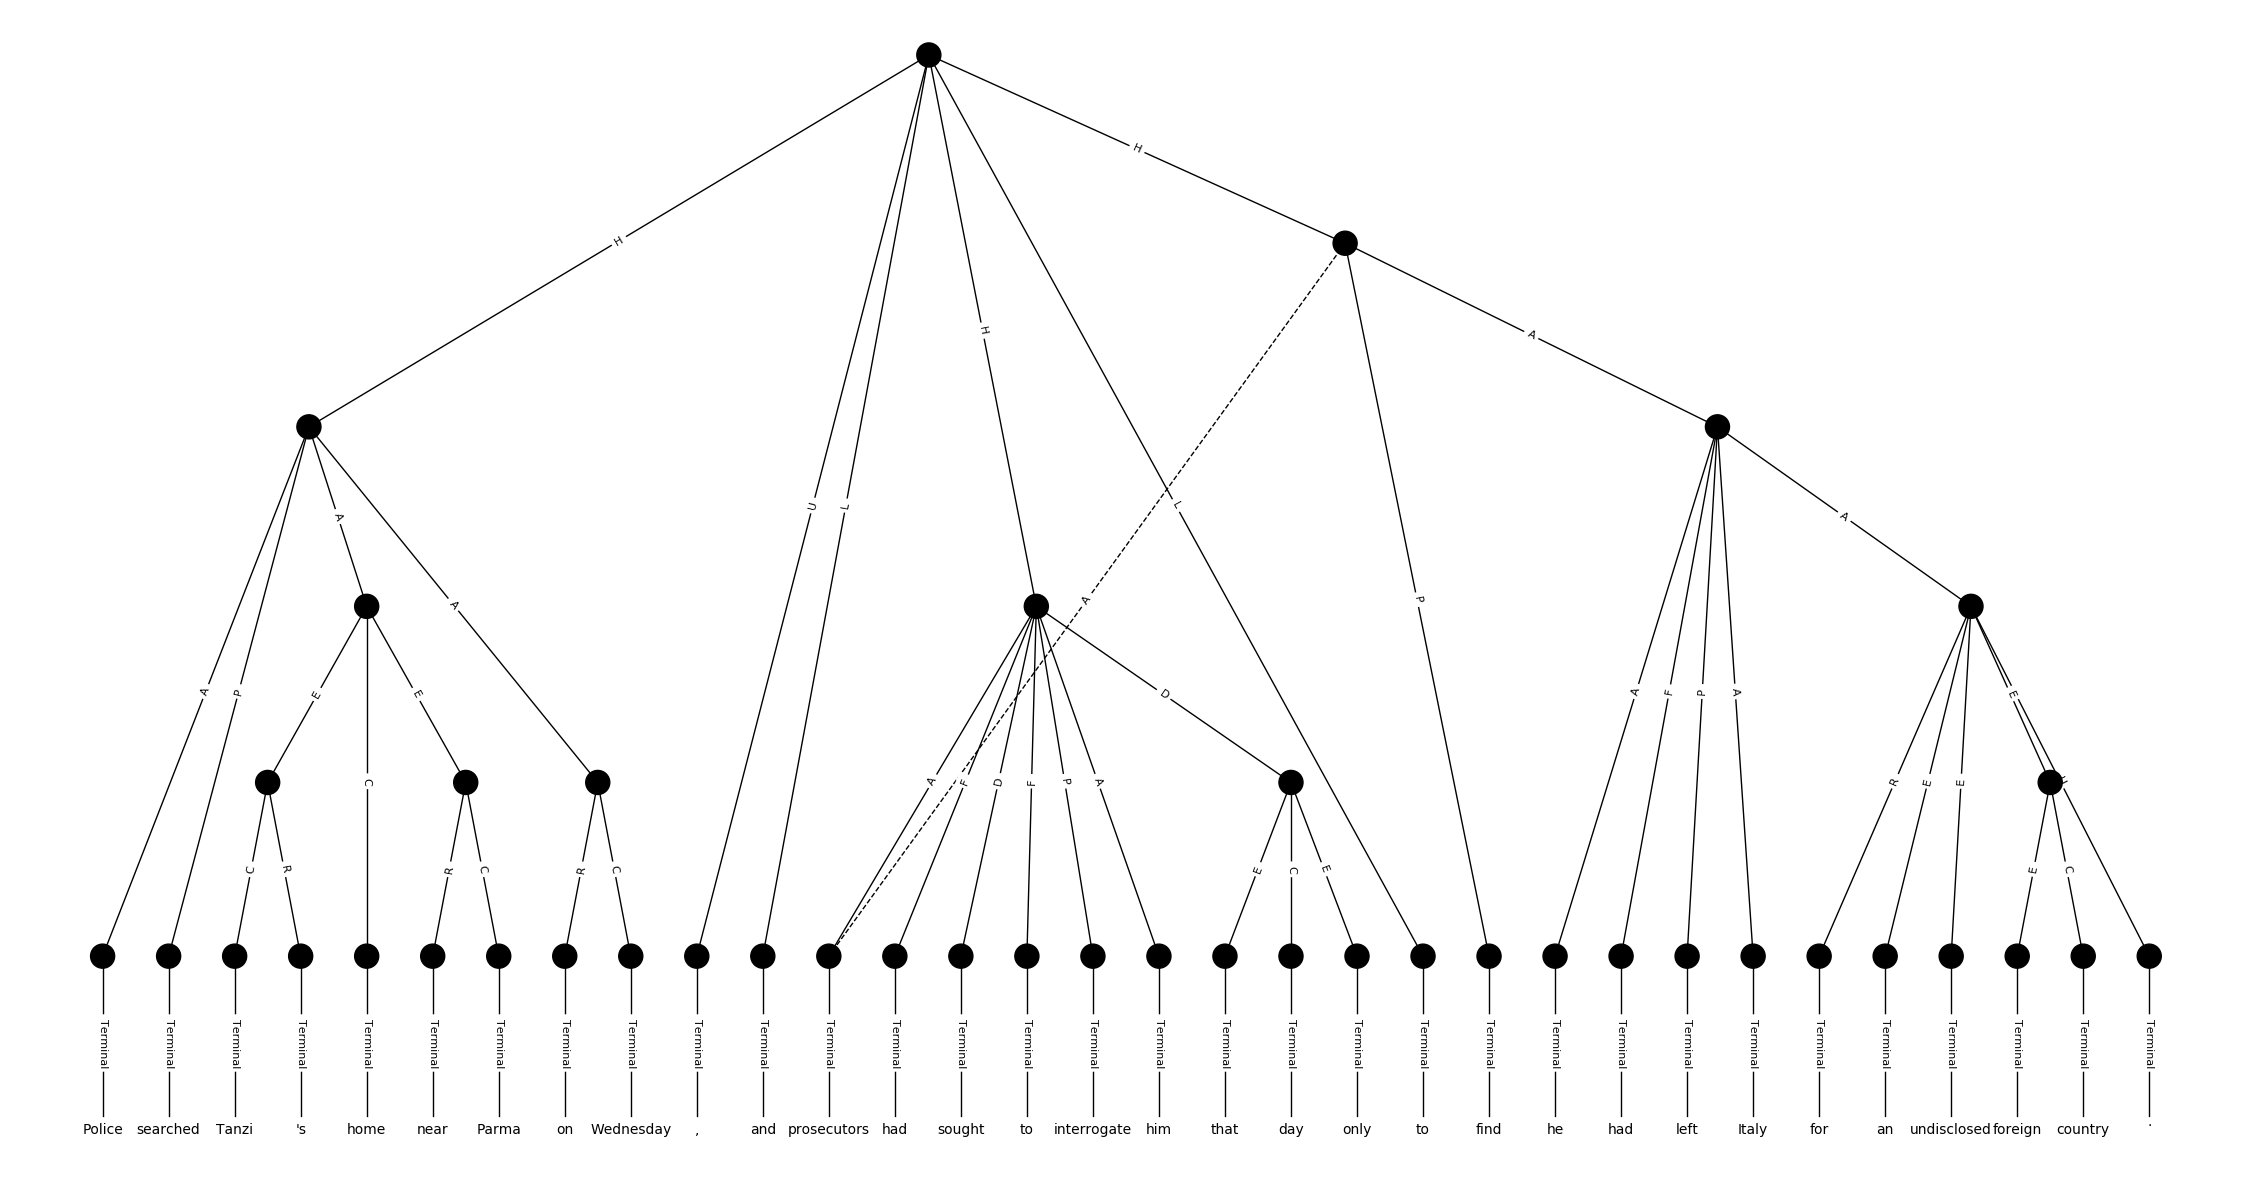 H
H
H
A
U
L
L
A
A
A
A
P
A
P
E
E
D
A
F
P
A
E
C
A
F
D
F
P
A
R
E
E
U
C
R
R
C
R
C
E
C
E
E
C
Terminal Terminal Terminal Terminal Terminal Terminal Terminal Terminal Terminal Terminal Terminal Terminal Terminal Terminal Terminal Terminal Terminal Terminal Terminal Terminal Terminal Terminal Terminal Terminal Terminal Terminal Terminal Terminal Terminal Terminal Terminal Terminal
Police searched Tanzi 's home near Parma on Wednesday , and prosecutors had sought to interrogate him that day only to find he had left Italy for an undisclosed foreign country .